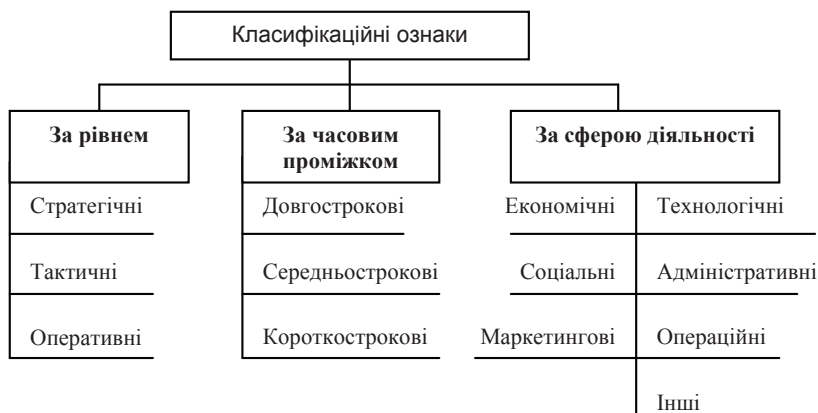 Класифікаційні ознаки
За рівнем
Стратегічні
Тактичні
Оперативні
За часовим
проміжком
Довгострокові
Середньострокові
Короткострокові
За сферою діяльності
Економічні
Технологічні
Соціальні
Адміністративні
Маркетингові
Операційні
Інші